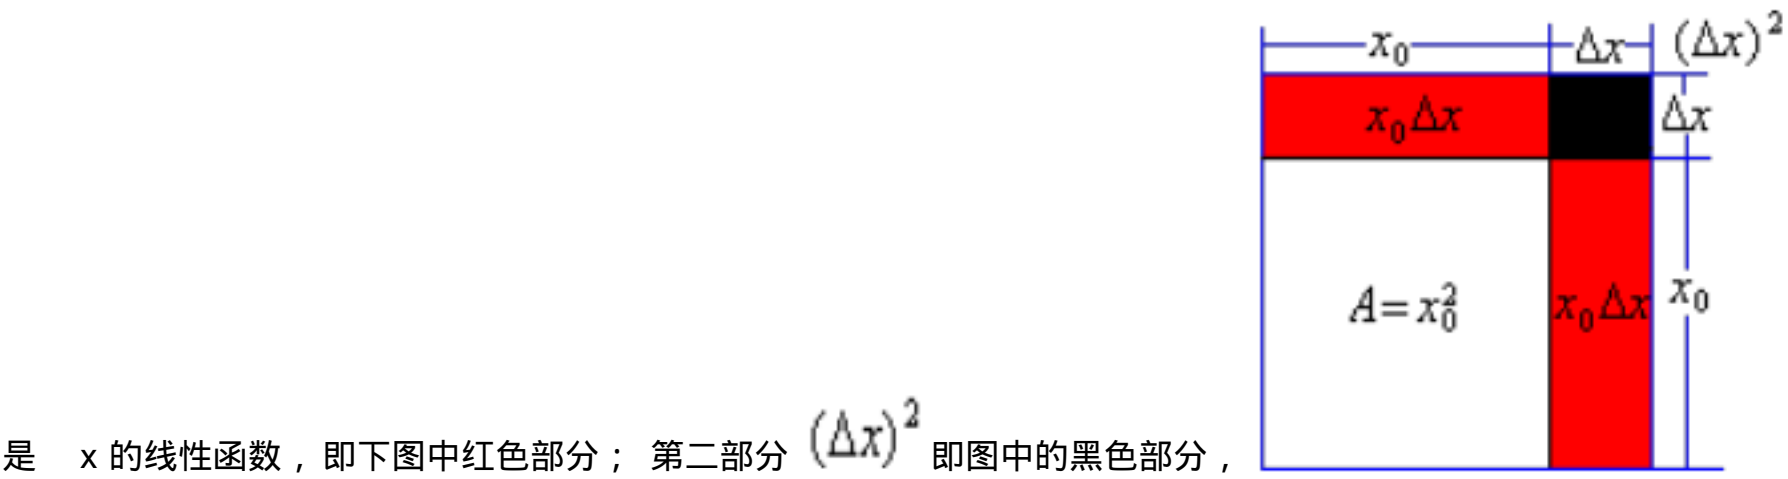 x₀ Δx (Δx)²
x₀Δx Δx
A=x₀² x₀Δx x₀
是 x 的线性函数，即下图中红色部分； 第二部分 (Δx)² 即图中的黑色部分，